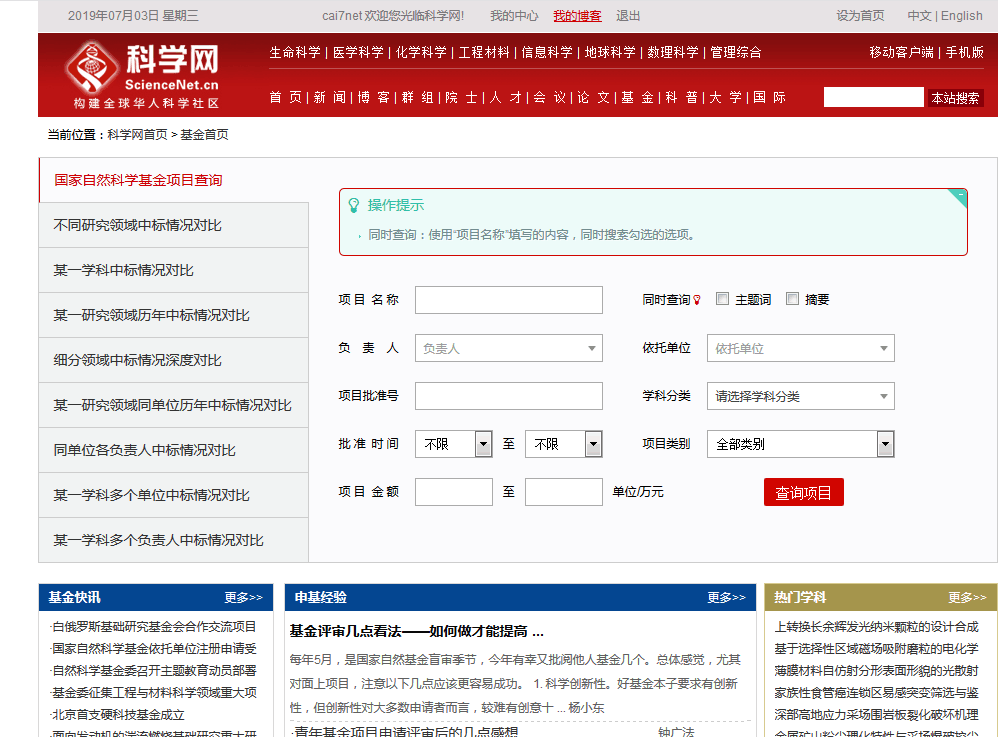 2019年07月03日 星期三 cai7net 欢迎您光临科学网! 我的中心 我的博客 退出 设为首页 中文 | English
科学网
ScienceNet.cn
构建全球华人科学社区
生命科学 | 医学科学 | 化学科学 | 工程材料 | 信息科学 | 地球科学 | 数理科学 | 管理综合 移动客户端 | 手机版
首 页 | 新 闻 | 博 客 | 群 组 | 院 士 | 人 才 | 会 议 | 论 文 | 基 金 | 科 普 | 大 学 | 国 际 本站搜索
当前位置：科学网首页 > 基金首页
国家自然科学基金项目查询
不同研究领域中标情况对比
某一学科中标情况对比
某一研究领域历年中标情况对比
细分领域中标情况深度对比
某一研究领域同单位历年中标情况对比
同单位各负责人中标情况对比
某一学科多个单位中标情况对比
某一学科多个负责人中标情况对比
操作提示
同时查询：使用“项目名称”填写的内容，同时搜索勾选的选项。
项目 名称 同时查询 主题词 摘要
负 责 人 负责人 依托单位 依托单位
项目批准号 学科分类 请选择学科分类
批准 时间 不限 至 不限 项目类别 全部类别
项目 金额 至 单位/万元 查询项目
基金快讯 更多>>
·白俄罗斯基础研究基金会合作交流项目
·国家自然科学基金依托单位注册申请受
·自然科学基金委召开主题教育动员部署
·基金委征集工程与材料科学领域重大项
·北京首支硬科技基金成立
·面向发动机的湍流燃烧基础研究重大研
申基经验 更多>>
基金评审几点看法——如何做才能提高 ...
每年5月，是国家自然基金盲审季节，今年有幸又批阅他人基金几个。总体感觉，尤其
对面上项目，注意以下几点应该更容易成功。 1. 科学创新性。好基金本子要求有创新
性，但创新性对大多数申请者而言，较难有创意十 ... 杨小东
·青年基金项目申请评审后的几点感想 钟广法
热门学科 更多>>
上转换长余辉发光纳米颗粒的设计合成
基于选择性区域磁场吸附磨粒的电化学
薄膜材料自仿射分形表面形貌的光散射
家族性食管癌连锁区易感突变筛选与鉴
深部高地应力采场围岩板裂化破坏机理
金属矿山粉尘理化特性与采场爆破控尘